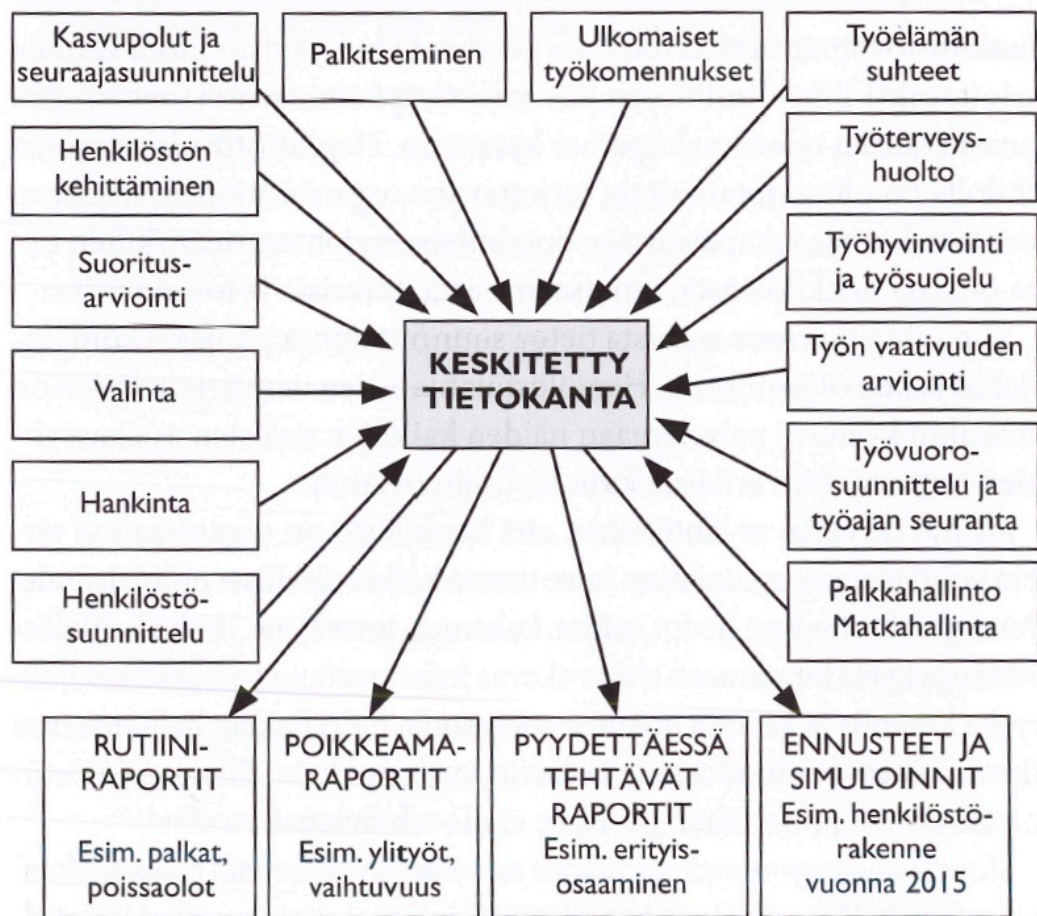 Kasvupolut ja
seuraajasuunnittelu
Palkitseminen
Ulkomaiset
työkomennukset
Työelämän
suhteet
Henkilöstön
kehittäminen
Työterveys-
huolto
Suoritus-
arviointi
Työhyvinvointi
ja työsuojelu
KESKITETTY
TIETOKANTA
Valinta
Työn vaativuuden
arviointi
Hankinta
Työvuoro-
suunnittelu ja
työajan seuranta
Henkilöstö-
suunnittelu
Palkkahallinto
Matkahallinta
RUTIINI-
RAPORTIT
Esim. palkat,
poissaolot
POIKKEAMA-
RAPORTIT
Esim. ylityöt,
vaihtuvuus
PYYDETTÄESSÄ
TEHTÄVÄT
RAPORTIT
Esim. erityis-
osaaminen
ENNUSTEET JA
SIMULOINNIT
Esim. henkilöstö-
rakenne
vuonna 2015